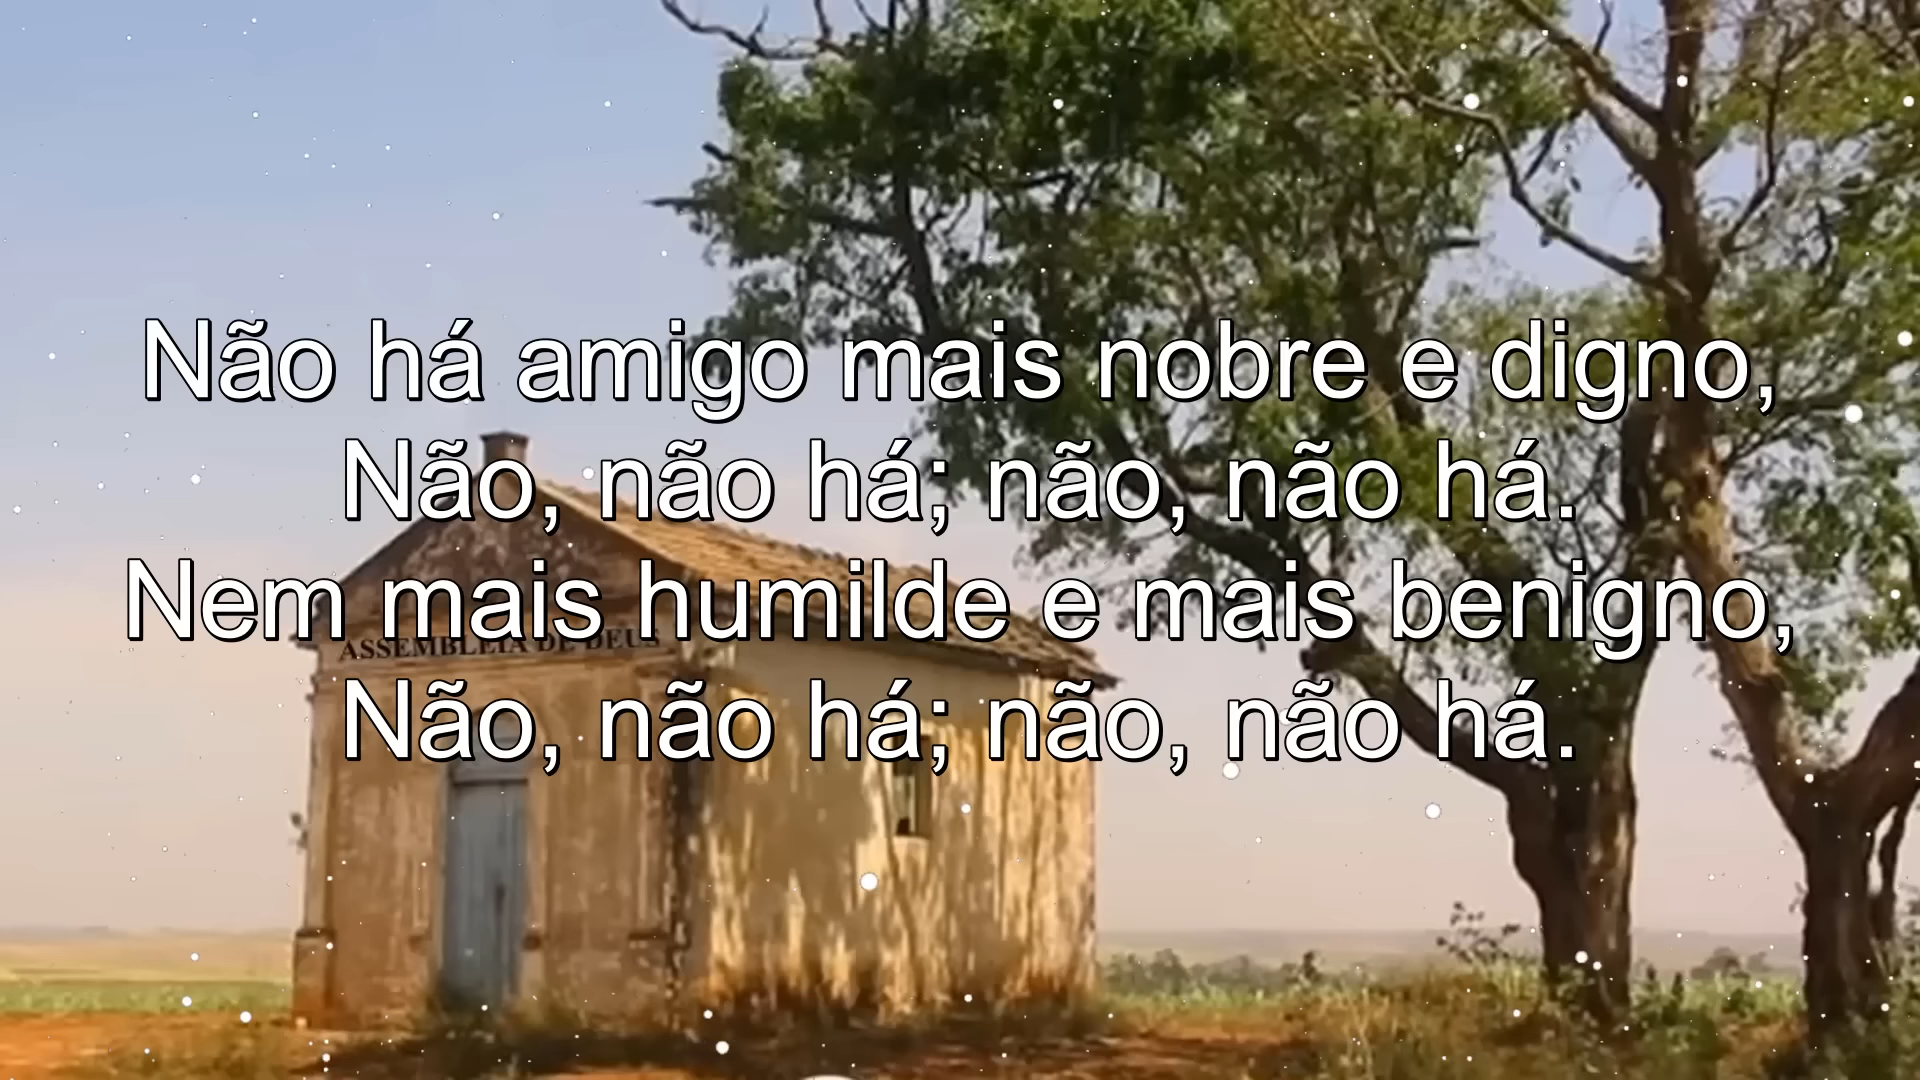 Não há amigo mais nobre e digno,
Não, não há; não, não há.
Nem mais humilde e mais benigno,
ASSEMBLEIA DE DEUS
Não, não há; não, não há.